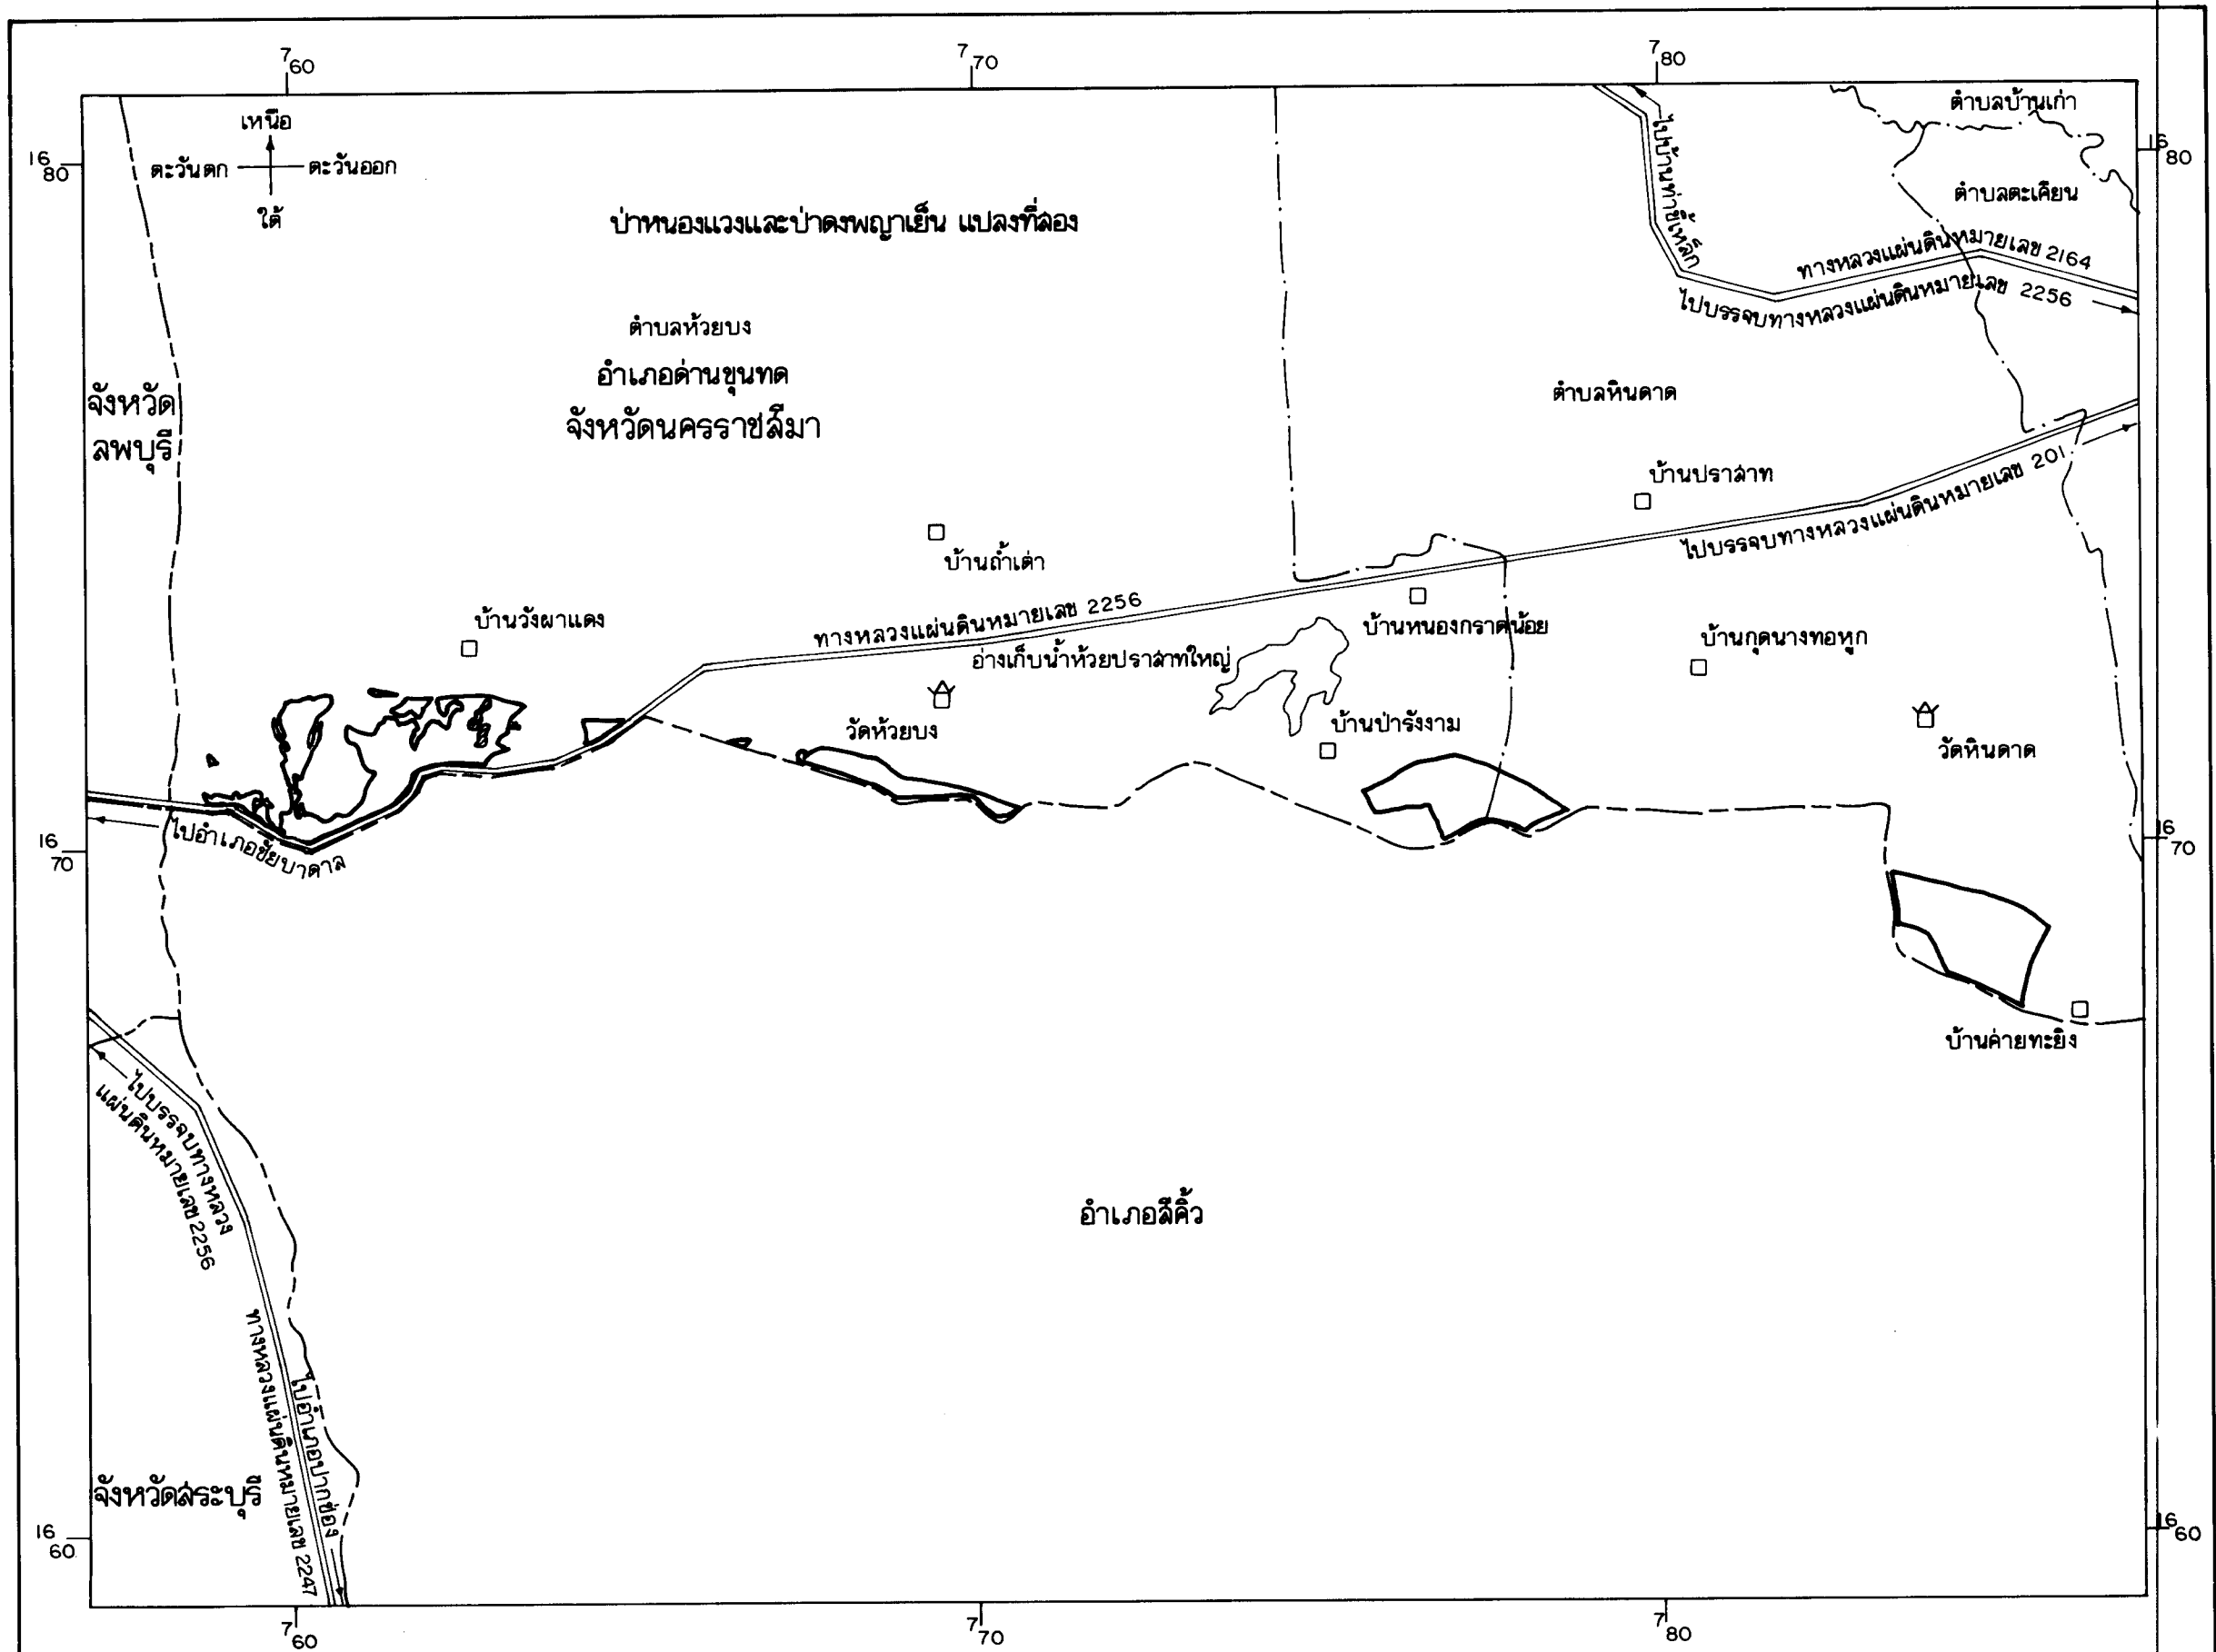 7 60
7 70
7 80
เหนือ
ตะวันตก
ตะวันออก
ใต้
16 80
16 80
ตำบลบ้านเก่า
ตำบลตะเคียน
ไปบ้านท่าขี้เหล็ก
ป่าหนองแวงและป่าดงพญาเย็น แปลงที่สอง
ทางหลวงแผ่นดินหมายเลข 2164
ไปบรรจบทางหลวงแผ่นดินหมายเลข 2256
ตำบลห้วยบง
อำเภอด่านขุนทด
จังหวัดนครราชสีมา
จังหวัด
ลพบุรี
ตำบลหินดาด
บ้านปราสาท
ไปบรรจบทางหลวงแผ่นดินหมายเลข 201
บ้านถ้ำเต่า
บ้านวังผาแดง
ทางหลวงแผ่นดินหมายเลข 2256
บ้านหนองกราดน้อย
บ้านกุดนางทอหูก
อ่างเก็บน้ำห้วยปราสาทใหญ่
วัดห้วยบง
บ้านป่ารังงาม
วัดหินดาด
ไปอำเภอชัยบาดาล
16 70
16 70
บ้านค่ายทะยิง
ไปบรรจบทางหลวง
แผ่นดินหมายเลข 2256
อำเภอสีคิ้ว
ทางหลวงแผ่นดินหมายเลข 2247
ไปอำเภอปากช่อง
จังหวัดสระบุรี
16 60
16 60
7 60
7 70
7 80